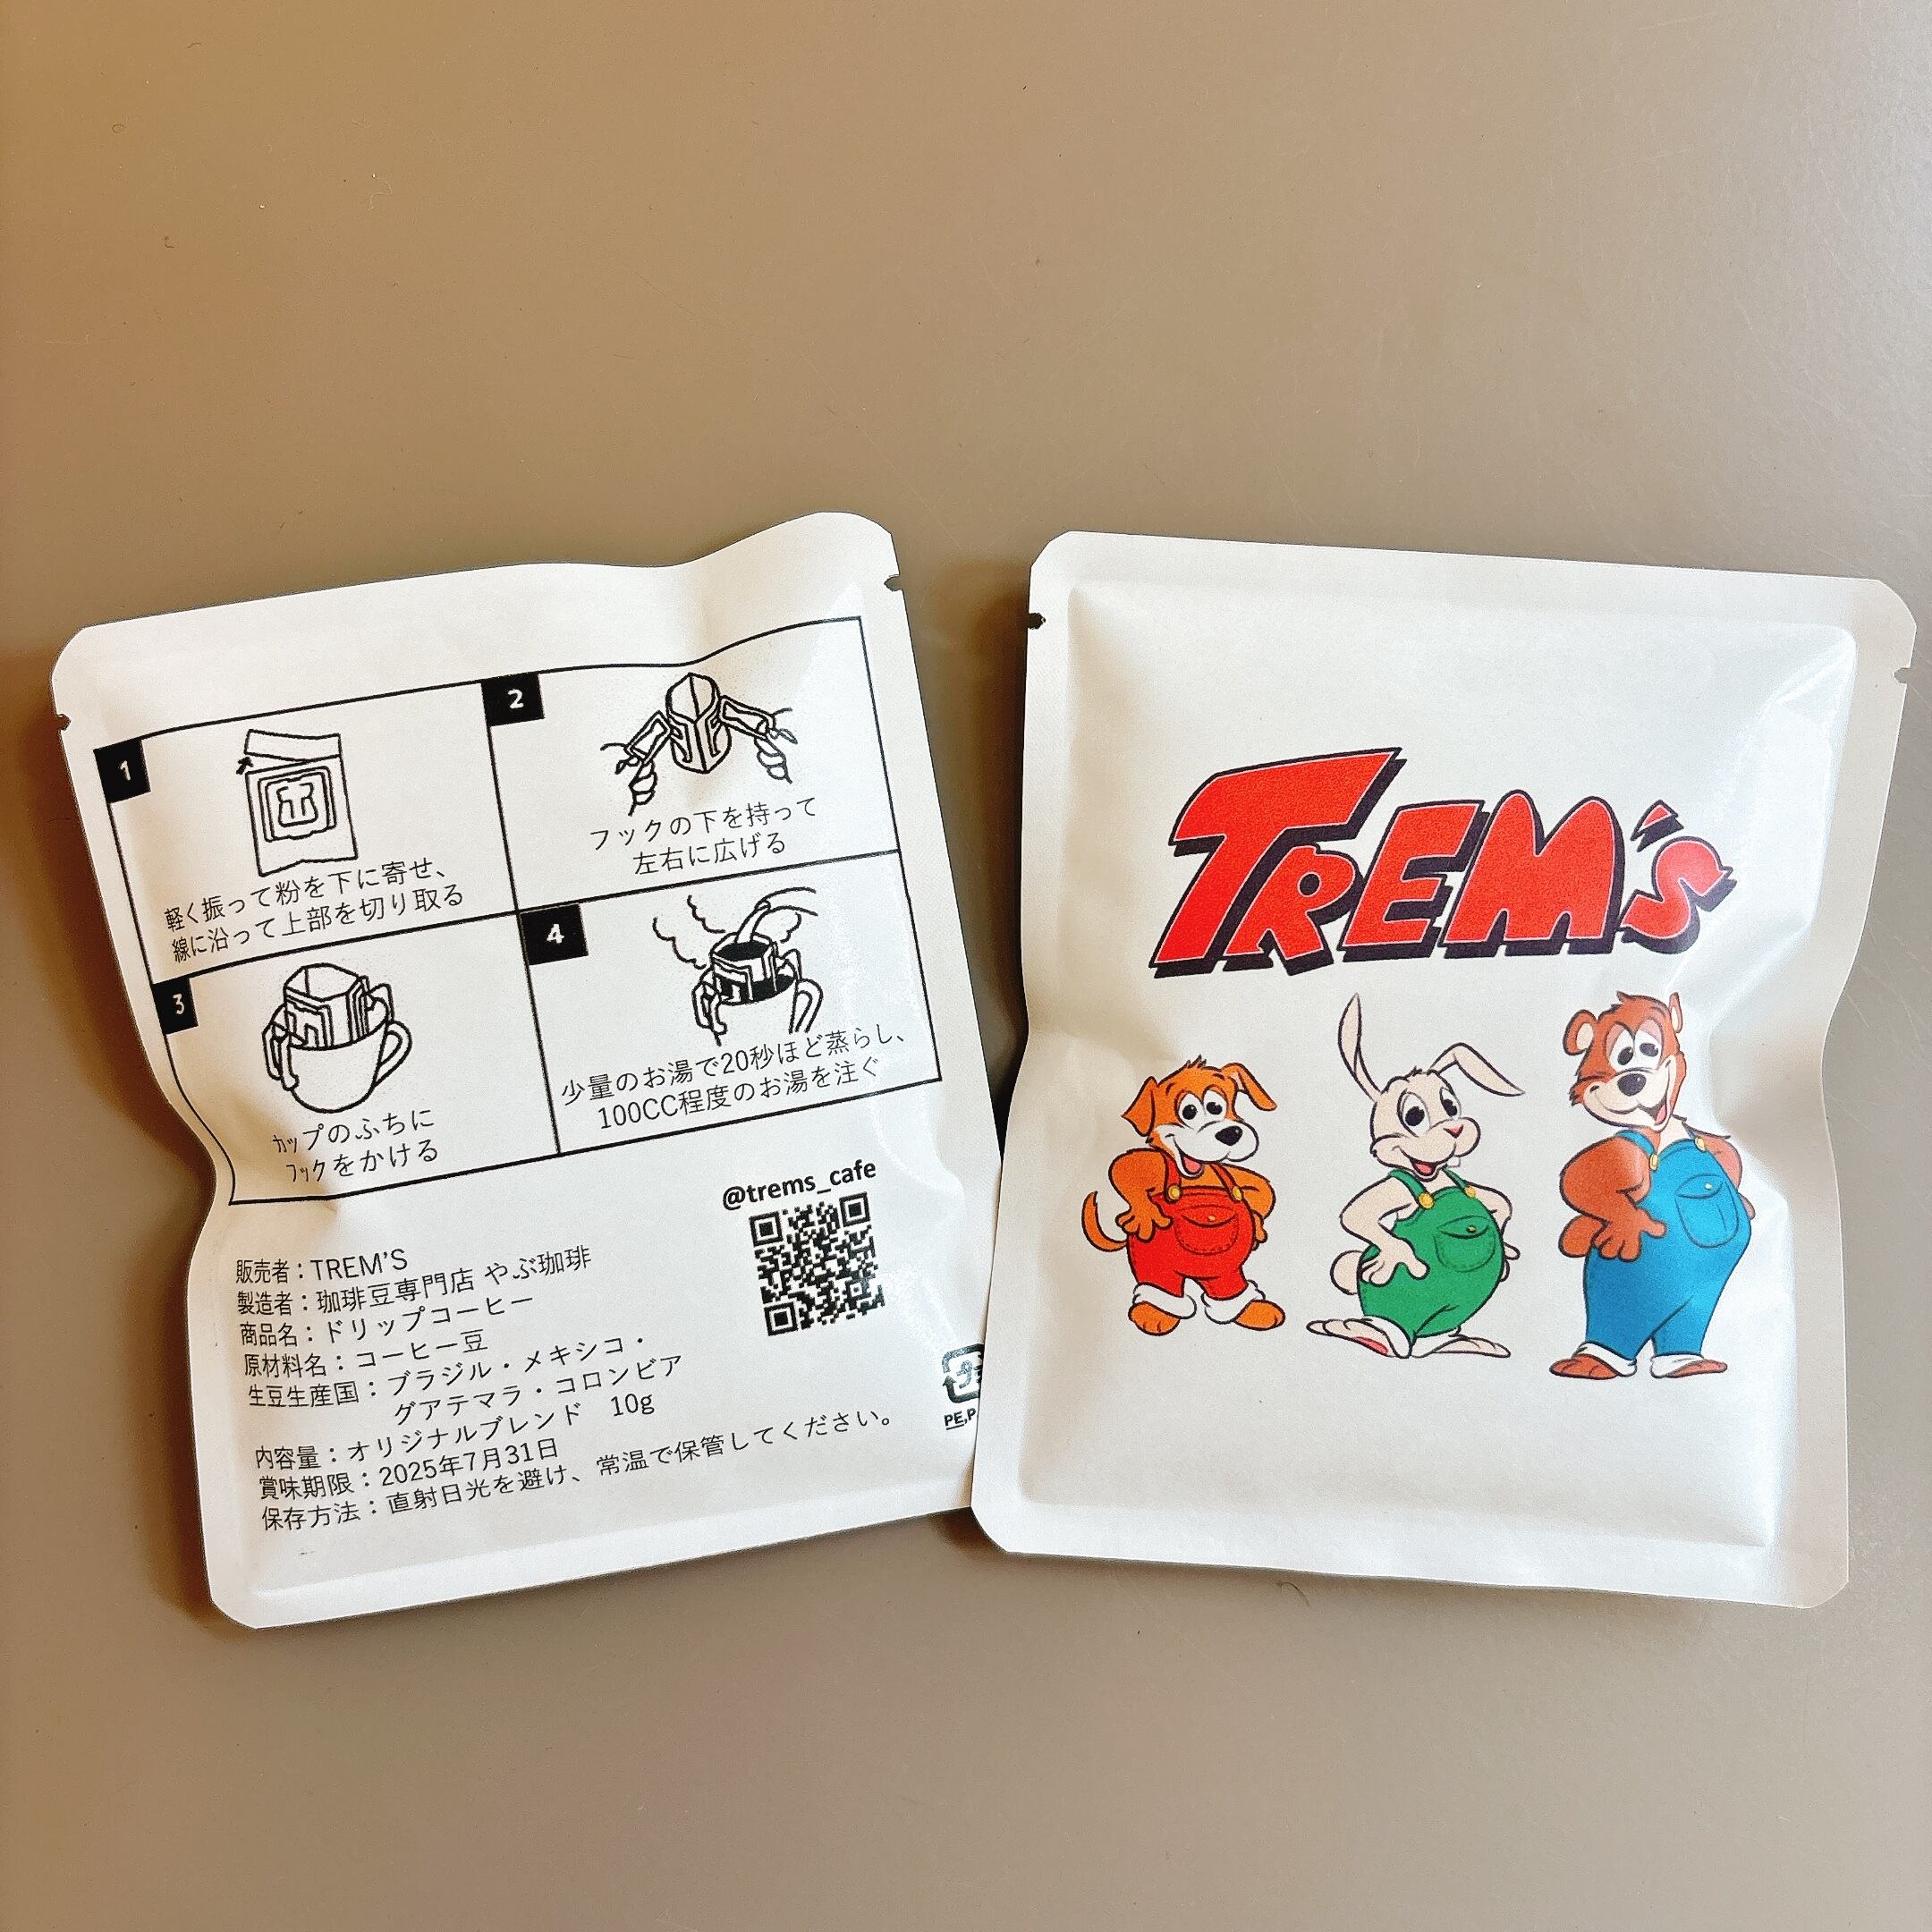 1
軽く振って粉を下に寄せ、
線に沿って上部を切り取る
2
フックの下を持って
左右に広げる
3
カップのふちに
フックをかける
4
少量のお湯で20秒ほど蒸らし、
100CC程度のお湯を注ぐ
@trems_cafe
販売者：TREM'S
製造者：珈琲豆専門店 やぶ珈琲
商品名：ドリップコーヒー
原材料名：コーヒー豆
生豆生産国：ブラジル・メキシコ・
グアテマラ・コロンビア
内容量：オリジナルブレンド　10g
賞味期限：2025年7月31日
保存方法：直射日光を避け、常温で保管してください。
TREM'S